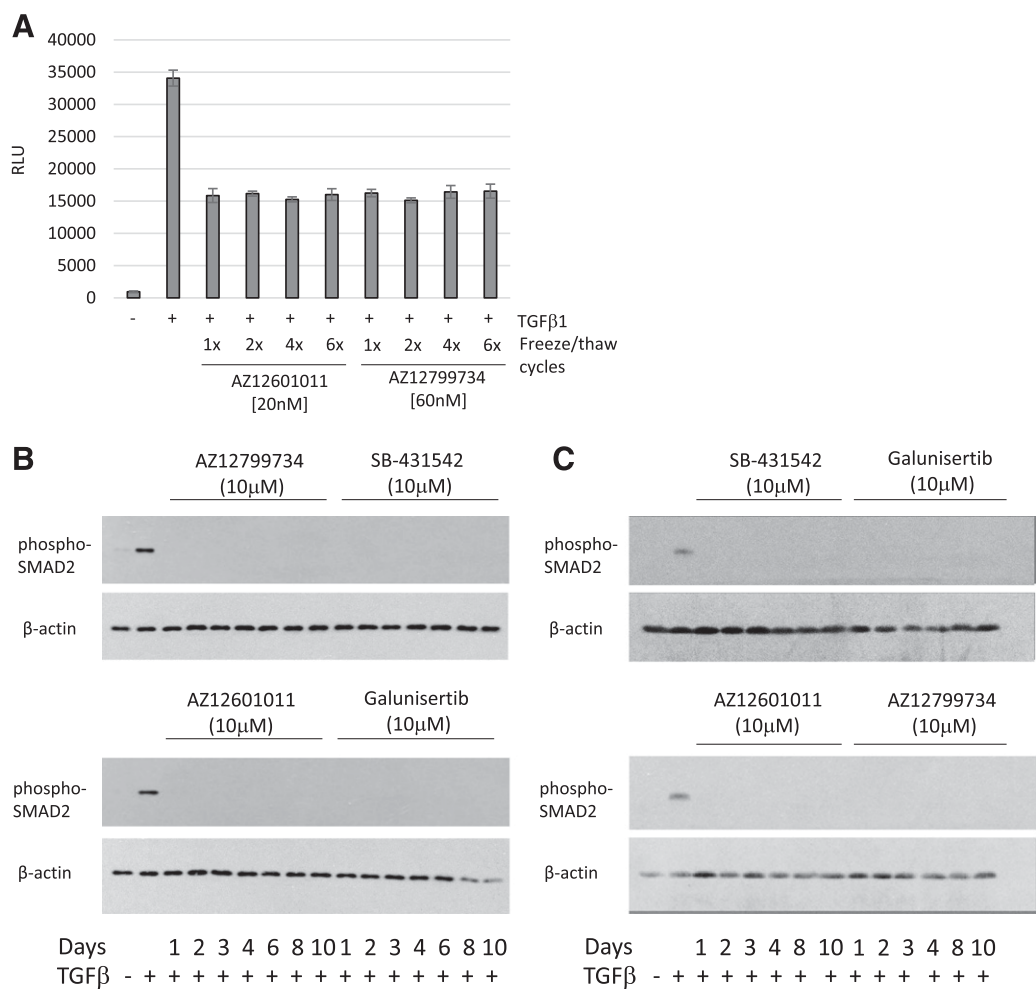 A
40000
35000
30000
25000
20000
15000
10000
5000
0
RLU
- + + + + + + + + + TGFβ1
1x 2x 4x 6x 1x 2x 4x 6x Freeze/thaw
cycles
AZ12601011 AZ12799734
[20nM] [60nM]
B
AZ12799734 SB-431542
(10μM) (10μM)
phospho-
SMAD2
β-actin
AZ12601011 Galunisertib
(10μM) (10μM)
phospho-
SMAD2
β-actin
Days 1 2 3 4 6 8 10 1 2 3 4 6 8 10
TGFβ - + + + + + + + + + + + + + + +
C
SB-431542 Galunisertib
(10μM) (10μM)
phospho-
SMAD2
β-actin
AZ12601011 AZ12799734
(10μM) (10μM)
phospho-
SMAD2
β-actin
Days 1 2 3 4 8 10 1 2 3 4 8 10
TGFβ - + + + + + + + + + + + + +